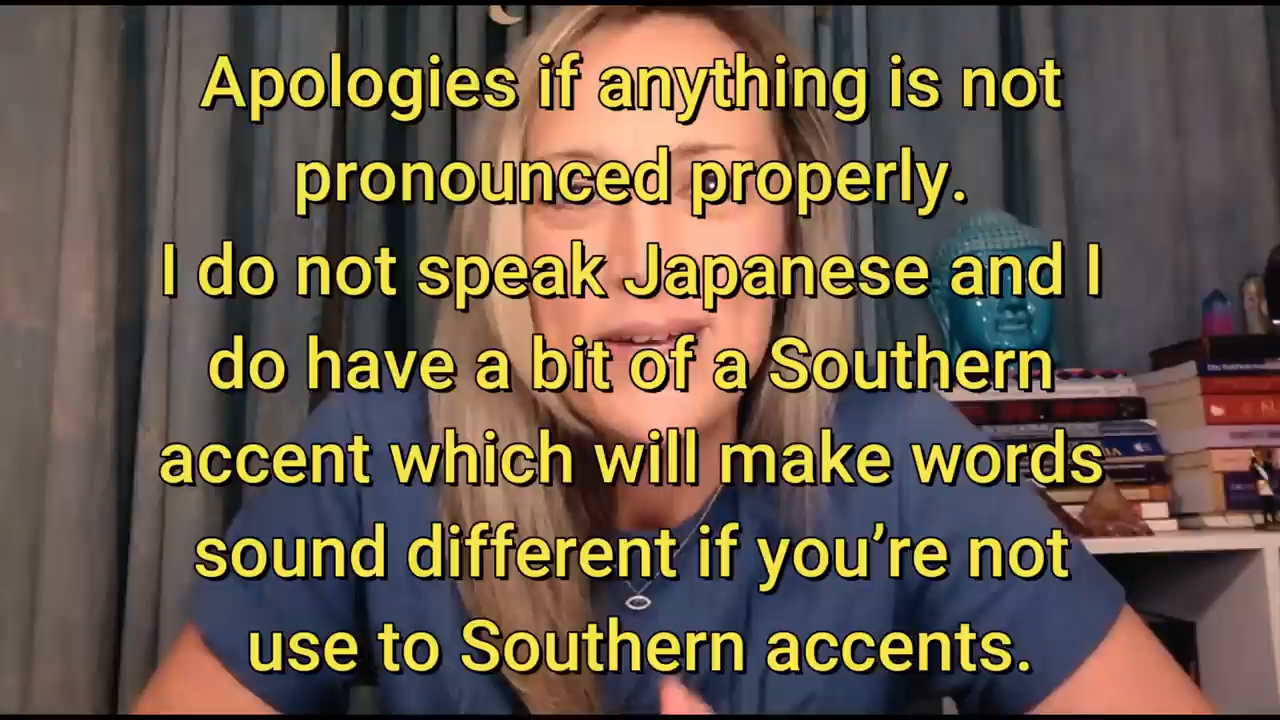 Apologies if anything is not
pronounced properly.
I do not speak Japanese and I
do have a bit of a Southern
accent which will make words
sound different if you’re not
use to Southern accents.